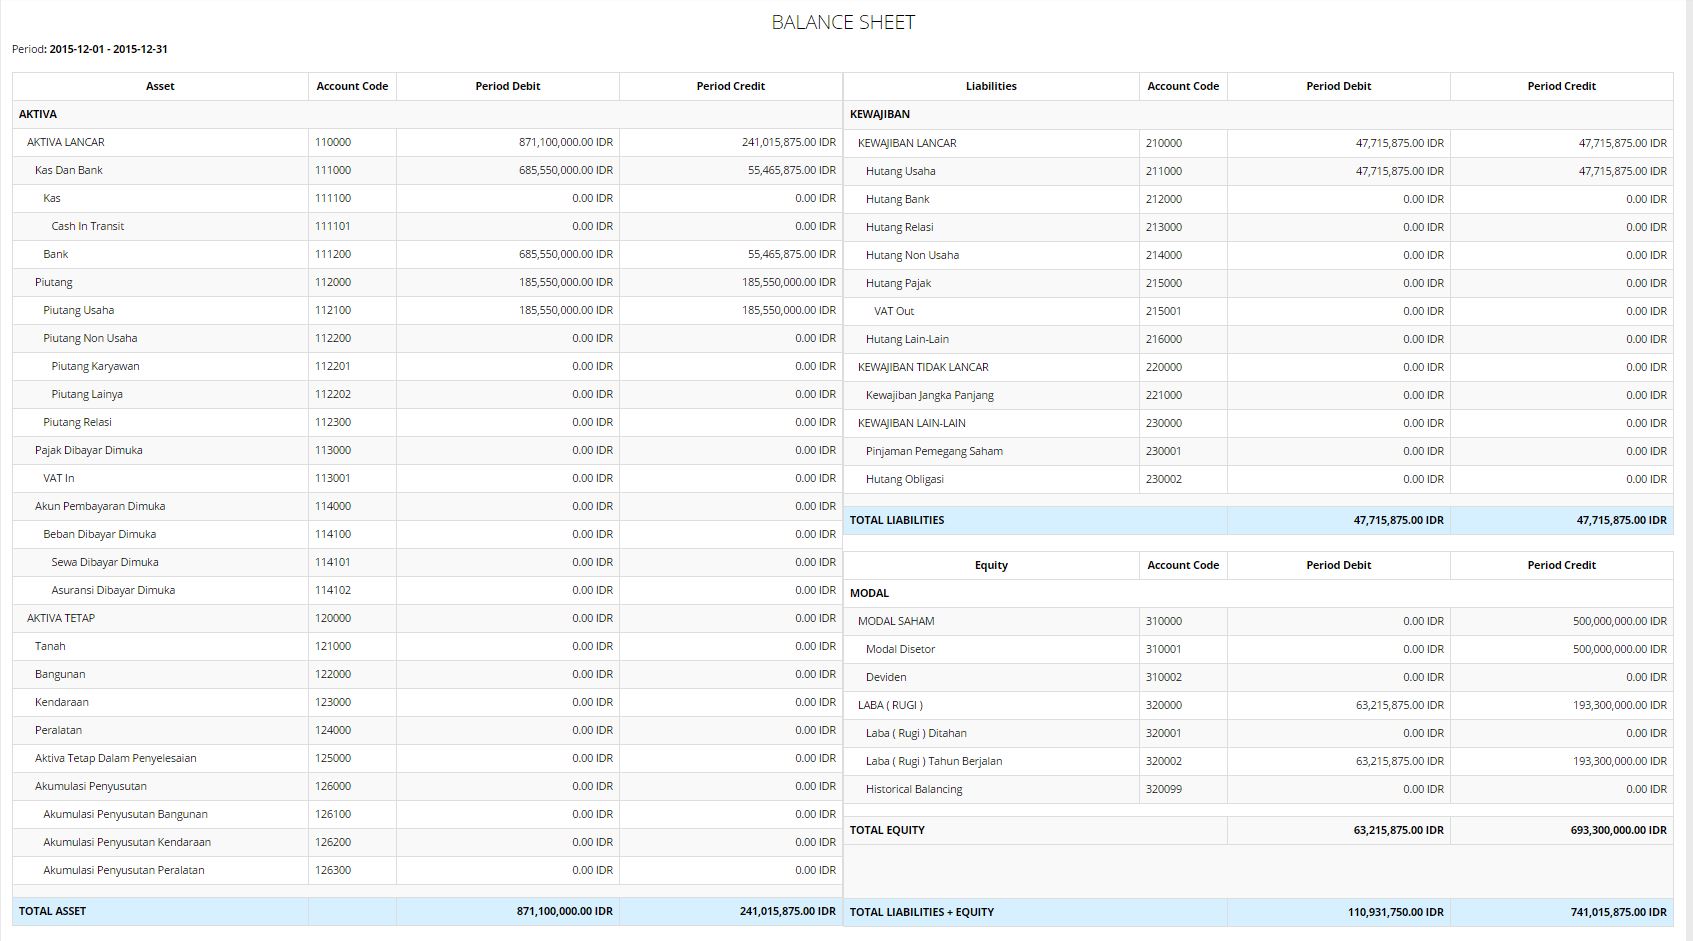 BALANCE SHEET
Period: 2015-12-01 - 2015-12-31
Asset Account Code Period Debit Period Credit
AKTIVA
AKTIVA LANCAR 110000 871,100,000.00 IDR 241,015,875.00 IDR
Kas Dan Bank 111000 685,550,000.00 IDR 55,465,875.00 IDR
Kas 111100 0.00 IDR 0.00 IDR
Cash In Transit 111101 0.00 IDR 0.00 IDR
Bank 111200 685,550,000.00 IDR 55,465,875.00 IDR
Piutang 112000 185,550,000.00 IDR 185,550,000.00 IDR
Piutang Usaha 112100 185,550,000.00 IDR 185,550,000.00 IDR
Piutang Non Usaha 112200 0.00 IDR 0.00 IDR
Piutang Karyawan 112201 0.00 IDR 0.00 IDR
Piutang Lainya 112202 0.00 IDR 0.00 IDR
Piutang Relasi 112300 0.00 IDR 0.00 IDR
Pajak Dibayar Dimuka 113000 0.00 IDR 0.00 IDR
VAT In 113001 0.00 IDR 0.00 IDR
Akun Pembayaran Dimuka 114000 0.00 IDR 0.00 IDR
Beban Dibayar Dimuka 114100 0.00 IDR 0.00 IDR
Sewa Dibayar Dimuka 114101 0.00 IDR 0.00 IDR
Asuransi Dibayar Dimuka 114102 0.00 IDR 0.00 IDR
AKTIVA TETAP 120000 0.00 IDR 0.00 IDR
Tanah 121000 0.00 IDR 0.00 IDR
Bangunan 122000 0.00 IDR 0.00 IDR
Kendaraan 123000 0.00 IDR 0.00 IDR
Peralatan 124000 0.00 IDR 0.00 IDR
Aktiva Tetap Dalam Penyelesaian 125000 0.00 IDR 0.00 IDR
Akumulasi Penyusutan 126000 0.00 IDR 0.00 IDR
Akumulasi Penyusutan Bangunan 126100 0.00 IDR 0.00 IDR
Akumulasi Penyusutan Kendaraan 126200 0.00 IDR 0.00 IDR
Akumulasi Penyusutan Peralatan 126300 0.00 IDR 0.00 IDR
TOTAL ASSET 871,100,000.00 IDR 241,015,875.00 IDR
Liabilities Account Code Period Debit Period Credit
KEWAJIBAN
KEWAJIBAN LANCAR 210000 47,715,875.00 IDR 47,715,875.00 IDR
Hutang Usaha 211000 47,715,875.00 IDR 47,715,875.00 IDR
Hutang Bank 212000 0.00 IDR 0.00 IDR
Hutang Relasi 213000 0.00 IDR 0.00 IDR
Hutang Non Usaha 214000 0.00 IDR 0.00 IDR
Hutang Pajak 215000 0.00 IDR 0.00 IDR
VAT Out 215001 0.00 IDR 0.00 IDR
Hutang Lain-Lain 216000 0.00 IDR 0.00 IDR
KEWAJIBAN TIDAK LANCAR 220000 0.00 IDR 0.00 IDR
Kewajiban Jangka Panjang 221000 0.00 IDR 0.00 IDR
KEWAJIBAN LAIN-LAIN 230000 0.00 IDR 0.00 IDR
Pinjaman Pemegang Saham 230001 0.00 IDR 0.00 IDR
Hutang Obligasi 230002 0.00 IDR 0.00 IDR
TOTAL LIABILITIES 47,715,875.00 IDR 47,715,875.00 IDR
Equity Account Code Period Debit Period Credit
MODAL
MODAL SAHAM 310000 0.00 IDR 500,000,000.00 IDR
Modal Disetor 310001 0.00 IDR 500,000,000.00 IDR
Deviden 310002 0.00 IDR 0.00 IDR
LABA ( RUGI ) 320000 63,215,875.00 IDR 193,300,000.00 IDR
Laba ( Rugi ) Ditahan 320001 0.00 IDR 0.00 IDR
Laba ( Rugi ) Tahun Berjalan 320002 63,215,875.00 IDR 193,300,000.00 IDR
Historical Balancing 320099 0.00 IDR 0.00 IDR
TOTAL EQUITY 63,215,875.00 IDR 693,300,000.00 IDR
TOTAL LIABILITIES + EQUITY 110,931,750.00 IDR 741,015,875.00 IDR